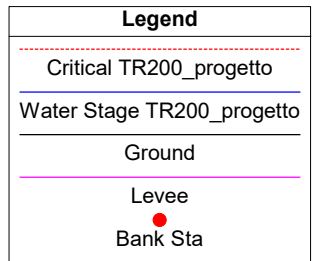 Legend
Critical TR200_progetto
Water Stage TR200_progetto
Ground
Levee
Bank Sta